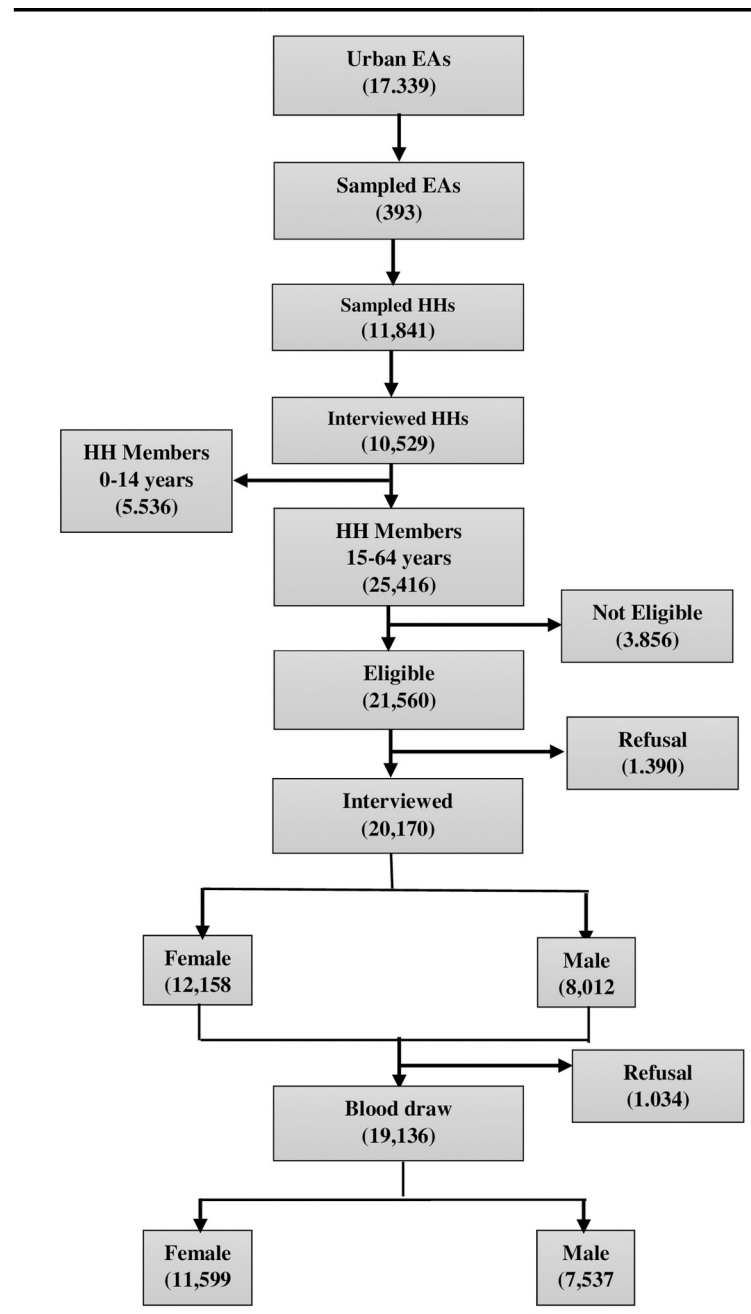 Urban EAs
(17.339)
Sampled EAs
(393)
Sampled HHs
(11,841)
Interviewed HHs
(10,529)
HH Members
0-14 years
(5.536)
HH Members
15-64 years
(25,416)
Not Eligible
(3.856)
Eligible
(21,560)
Refusal
(1.390)
Interviewed
(20,170)
Female
(12,158
Male
(8,012
Refusal
(1.034)
Blood draw
(19,136)
Female
(11,599
Male
(7,537